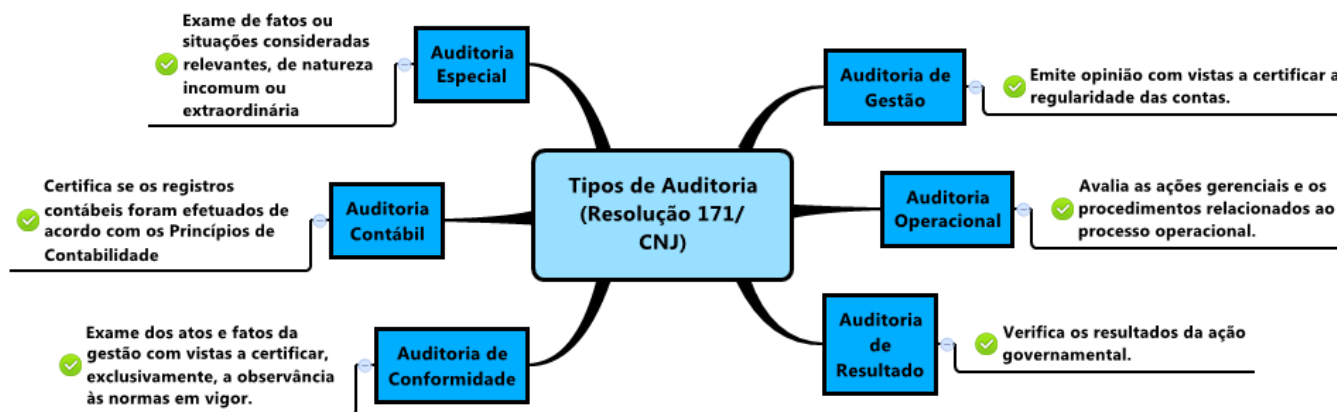 Tipos de Auditoria
(Resolução 171/
CNJ)
Auditoria
Especial
Exame de fatos ou
situações consideradas
relevantes, de natureza
incomum ou
extraordinária
Auditoria
Contábil
Certifica se os registros
contábeis foram efetuados de
acordo com os Princípios de
Contabilidade
Auditoria de
Conformidade
Exame dos atos e fatos da
gestão com vistas a certificar,
exclusivamente, a observância
às normas em vigor.
Auditoria de
Gestão
Emite opinião com vistas a certificar a
regularidade das contas.
Auditoria
Operacional
Avalia as ações gerenciais e os
procedimentos relacionados ao
processo operacional.
Auditoria
de
Resultado
Verifica os resultados da ação
governamental.